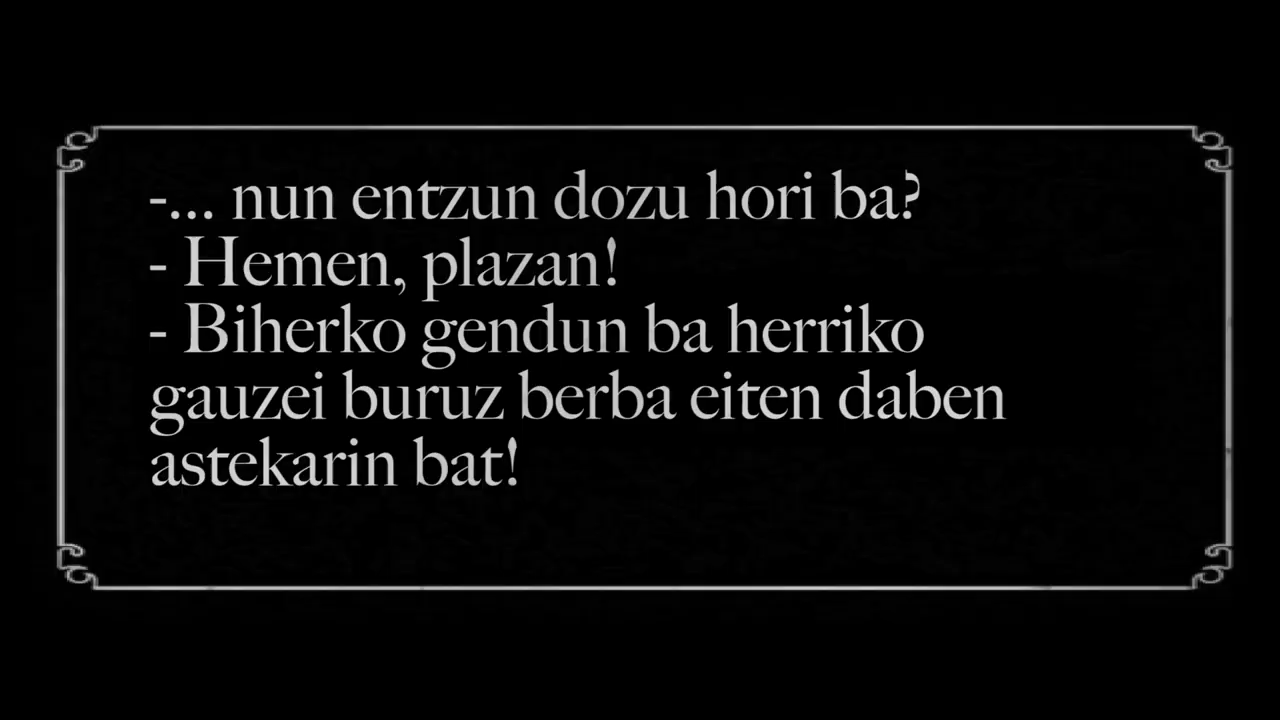 -... nun entzun dozu hori ba?
- Hemen, plazan!
- Biherko gendun ba herriko
gauzei buruz berba eiten daben
astekarin bat!